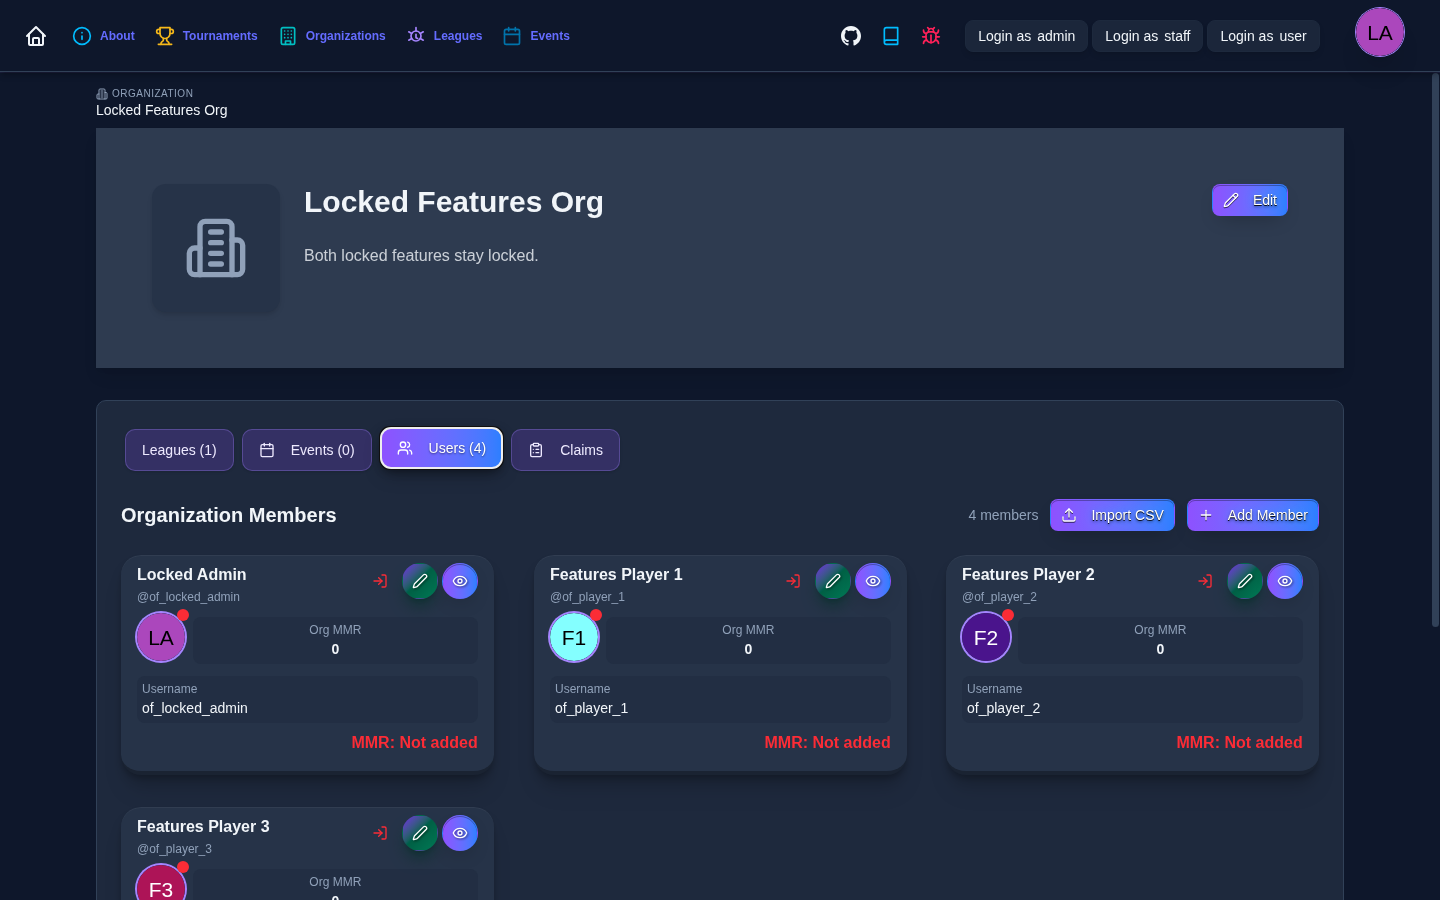 About
Tournaments
Organizations
Leagues
Events
Login as admin
Login as staff
Login as user
LA
ORGANIZATION
Locked Features Org
Locked Features Org
Edit
Both locked features stay locked.
Leagues (1)
Events (0)
Users (4)
Claims
Organization Members
4 members
Import CSV
Add Member
Locked Admin
@of_locked_admin
LA
Org MMR
0
Username
of_locked_admin
MMR: Not added
Features Player 1
@of_player_1
F1
Org MMR
0
Username
of_player_1
MMR: Not added
Features Player 2
@of_player_2
F2
Org MMR
0
Username
of_player_2
MMR: Not added
Features Player 3
@of_player_3
F3
Org MMR